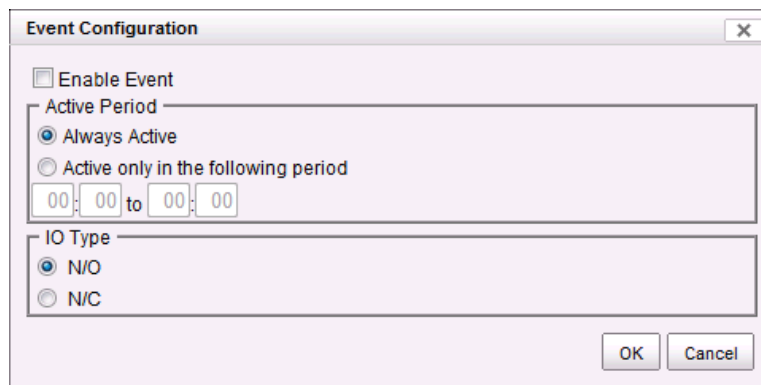 Event Configuration
Enable Event
Active Period
Always Active
Active only in the following period
00: 00 to 00: 00
IO Type
N/O
N/C
OK Cancel